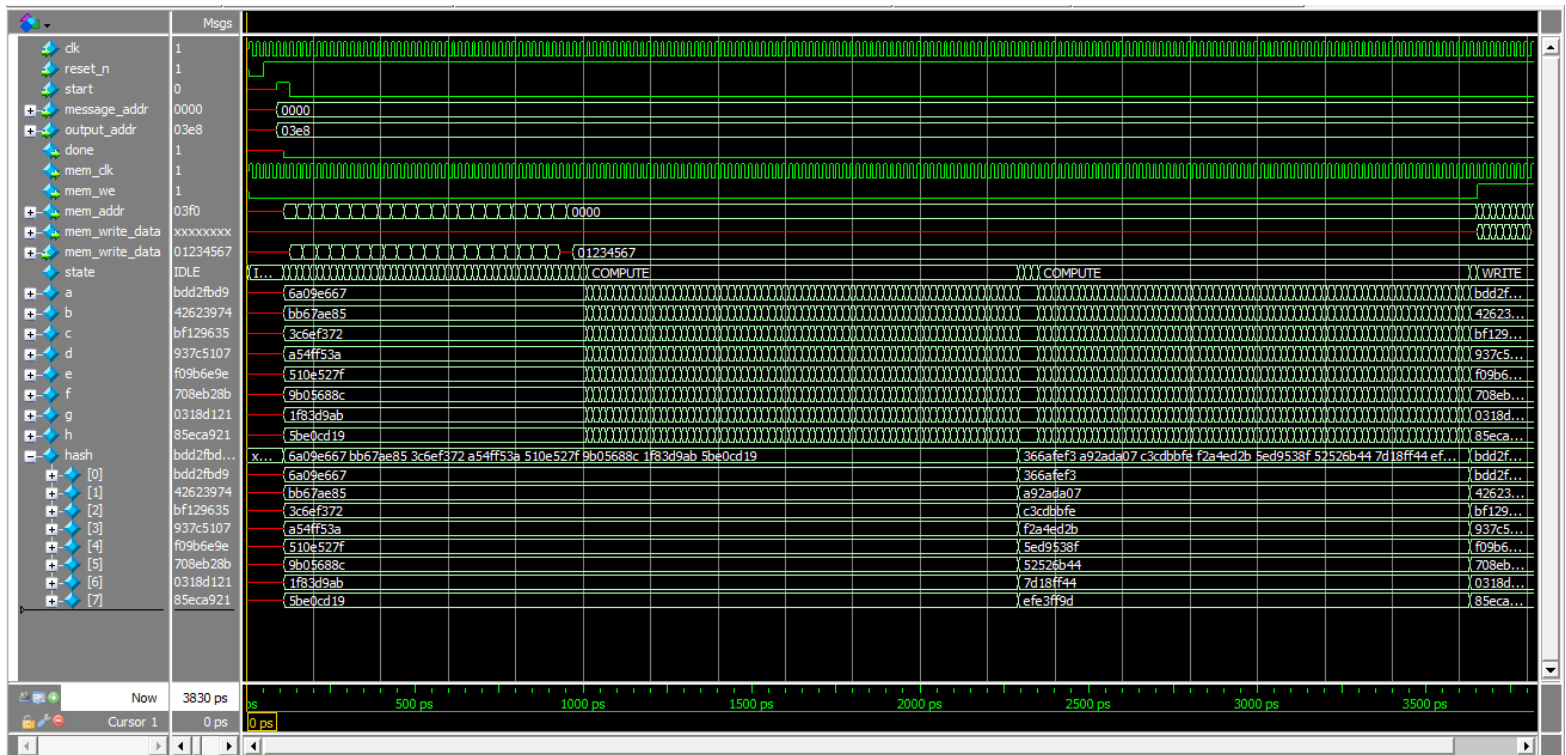 Msgs
clk 1
reset_n 1
start 0
message_addr 0000 0000
output_addr 03e8 03e8
done 1
mem_clk 1
mem_we 1
mem_addr 03f0 0000
mem_write_data xxxxxxxx
mem_write_data 01234567 01234567
state IDLE I... COMPUTE COMPUTE WRITE
a bdd2fbd9 6a09e667 bdd2f...
b 42623974 bb67ae85 42623...
c bf129635 3c6ef372 bf129...
d 937c5107 a54ff53a 937c5...
e f09b6e9e 510e527f f09b6...
f 708eb28b 9b05688c 708eb...
g 0318d121 1f83d9ab 0318d...
h 85eca921 5be0cd19 85eca...
hash bdd2fbd... x... 6a09e667 bb67ae85 3c6ef372 a54ff53a 510e527f 9b05688c 1f83d9ab 5be0cd19 366afef3 a92ada07 c3cdbbfe f2a4ed2b 5ed9538f 52526b44 7d18ff44 ef... bdd2f...
[0] bdd2fbd9 6a09e667 366afef3 bdd2f...
[1] 42623974 bb67ae85 a92ada07 42623...
[2] bf129635 3c6ef372 c3cdbbfe bf129...
[3] 937c5107 a54ff53a f2a4ed2b 937c5...
[4] f09b6e9e 510e527f 5ed9538f f09b6...
[5] 708eb28b 9b05688c 52526b44 708eb...
[6] 0318d121 1f83d9ab 7d18ff44 0318d...
[7] 85eca921 5be0cd19 efe3ff9d 85eca...
Now 3830 ps ps 500 ps 1000 ps 1500 ps 2000 ps 2500 ps 3000 ps 3500 ps
Cursor 1 0 ps 0 ps